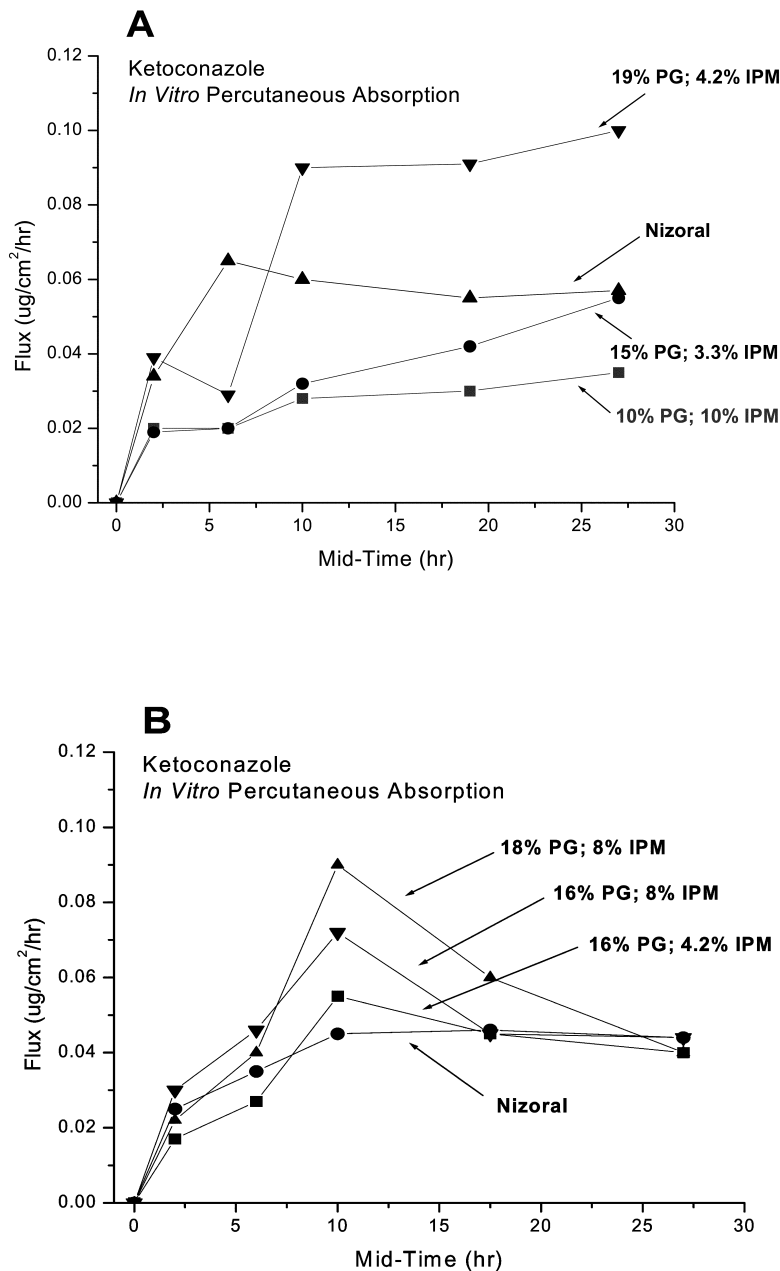 A
Ketoconazole
In Vitro Percutaneous Absorption
19% PG; 4.2% IPM
Nizoral
15% PG; 3.3% IPM
10% PG; 10% IPM
Flux (ug/cm²/hr)
0.12
0.10
0.08
0.06
0.04
0.02
0.00
0 5 10 15 20 25 30
Mid-Time (hr)
B
Ketoconazole
In Vitro Percutaneous Absorption
18% PG; 8% IPM
16% PG; 8% IPM
16% PG; 4.2% IPM
Nizoral
Flux (ug/cm²/hr)
0.12
0.10
0.08
0.06
0.04
0.02
0.00
0 5 10 15 20 25 30
Mid-Time (hr)